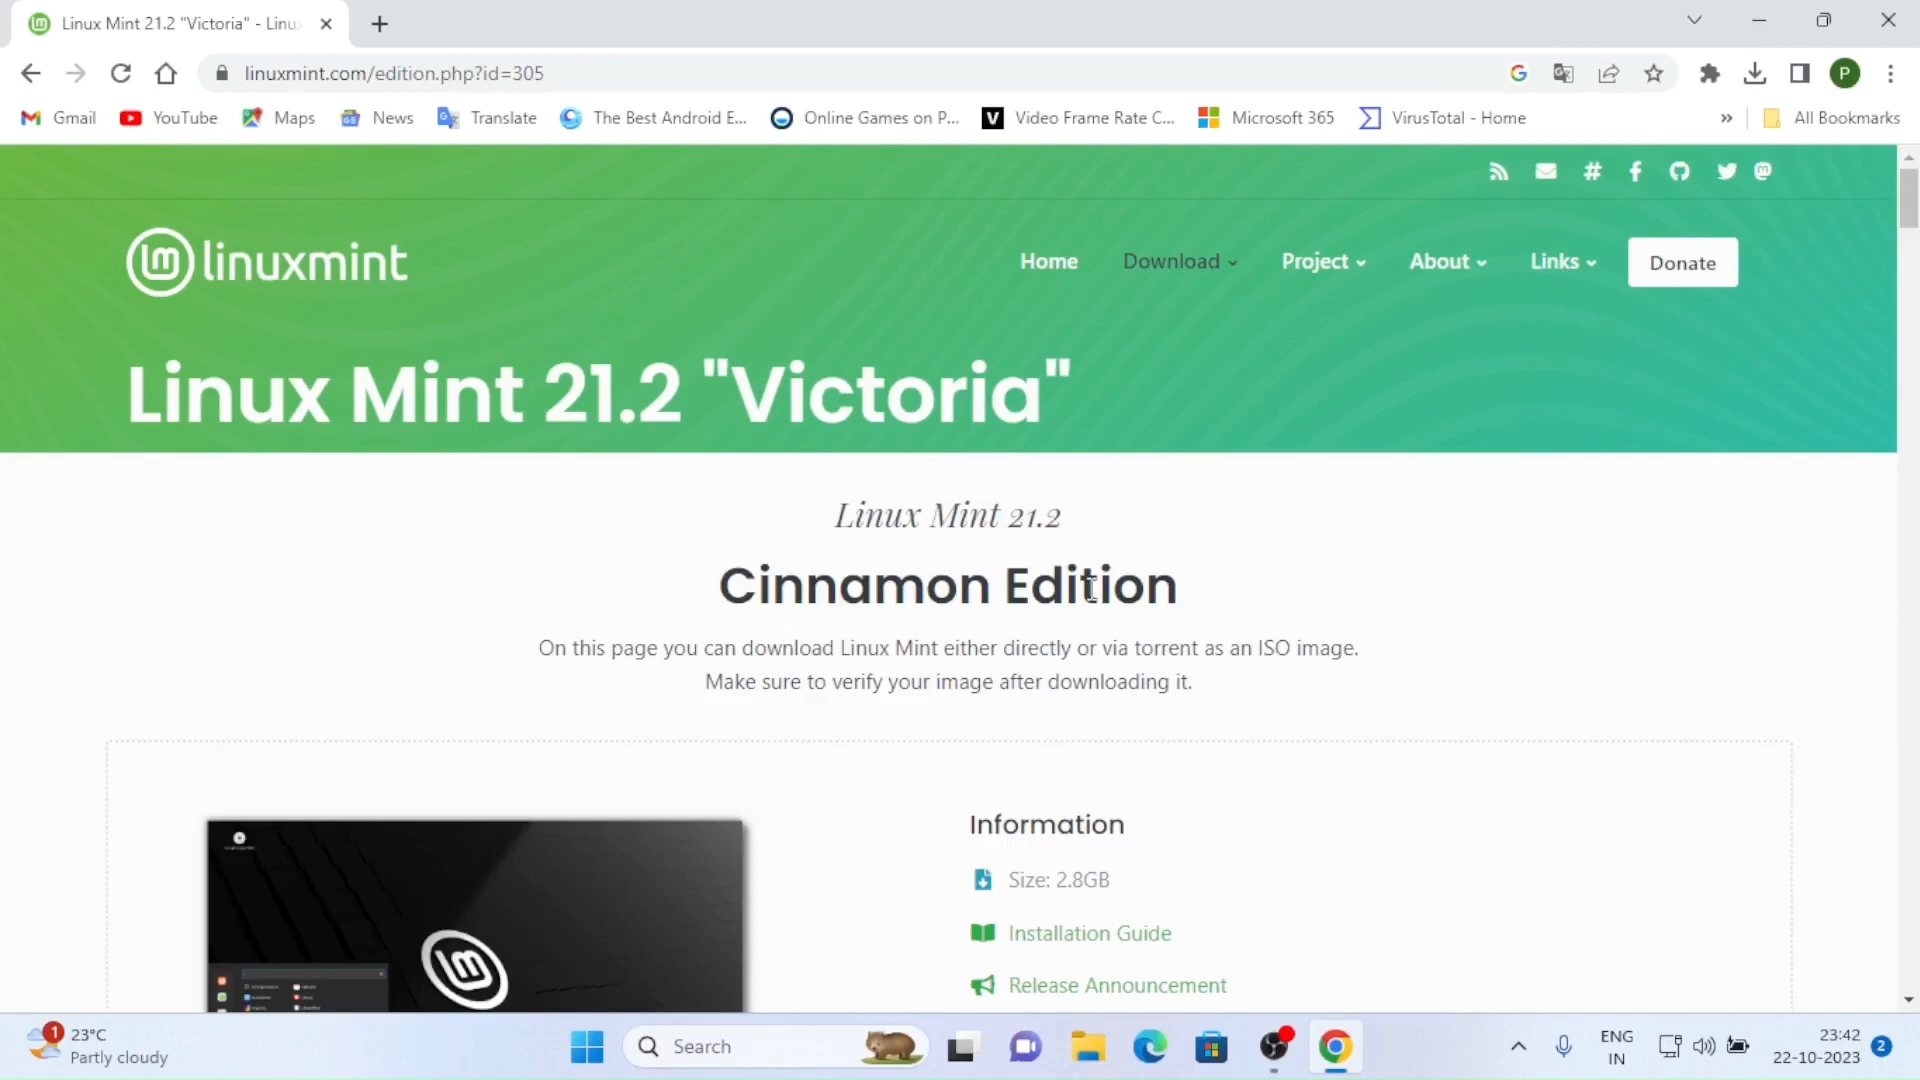 Linux Mint 21.2 "Victoria" - Linu
linuxmint.com/edition.php?id=305
Gmail YouTube Maps News Translate The Best Android E... Online Games on P... Video Frame Rate C... Microsoft 365 VirusTotal - Home » All Bookmarks
linuxmint
Home Download Project About Links Donate
Linux Mint 21.2 "Victoria"
Linux Mint 21.2
Cinnamon Edition
On this page you can download Linux Mint either directly or via torrent as an ISO image.
Make sure to verify your image after downloading it.
Information
Size: 2.8GB
Installation Guide
Release Announcement
1 23°C
Partly cloudy
Search
ENG
IN
23:42
22-10-2023
2
P